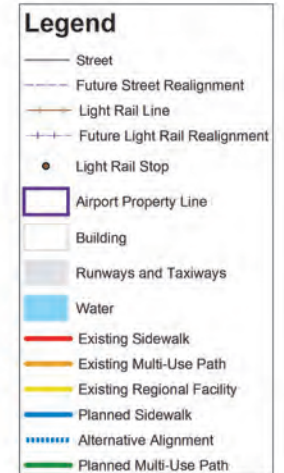 Legend
Street
Future Street Realignment
Light Rail Line
Future Light Rail Realignment
Light Rail Stop
Airport Property Line
Building
Runways and Taxiways
Water
Existing Sidewalk
Existing Multi-Use Path
Existing Regional Facility
Planned Sidewalk
Alternative Alignment
Planned Multi-Use Path